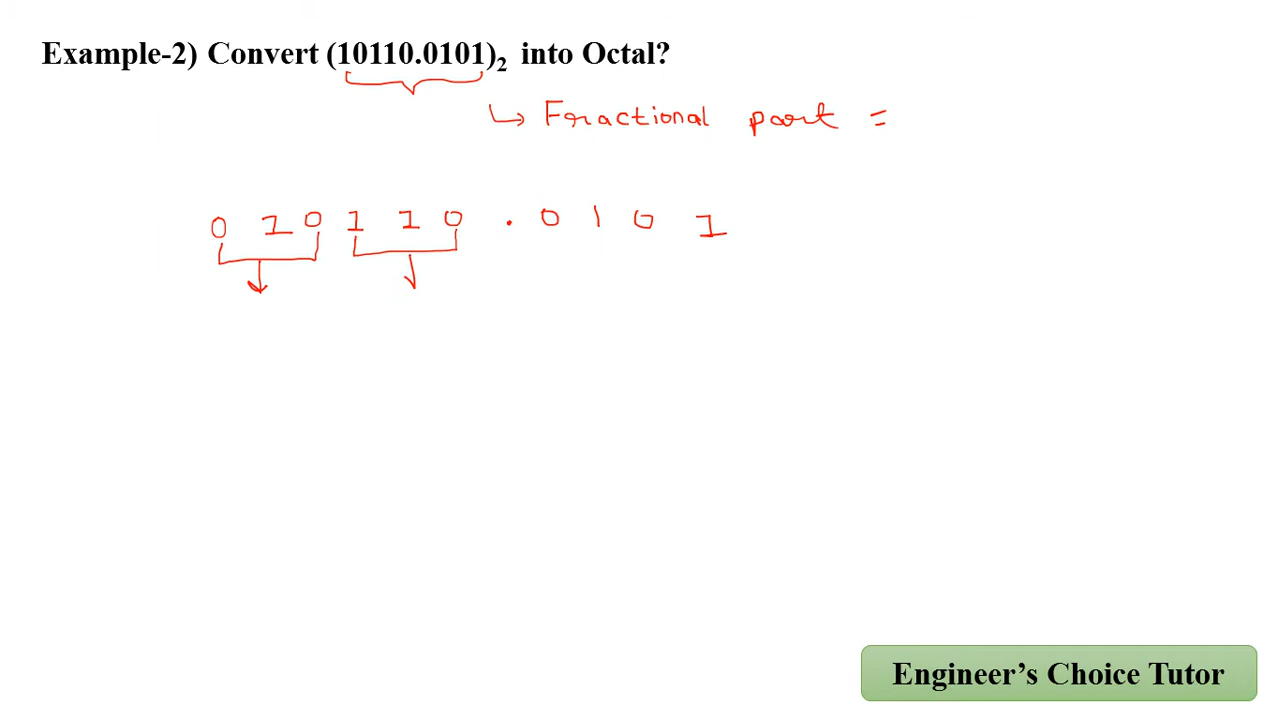 Example-2) Convert (10110.0101)2 into Octal?
Fractional part =
0 1 0 1 1 0 . 0 1 0 1
Engineer’s Choice Tutor